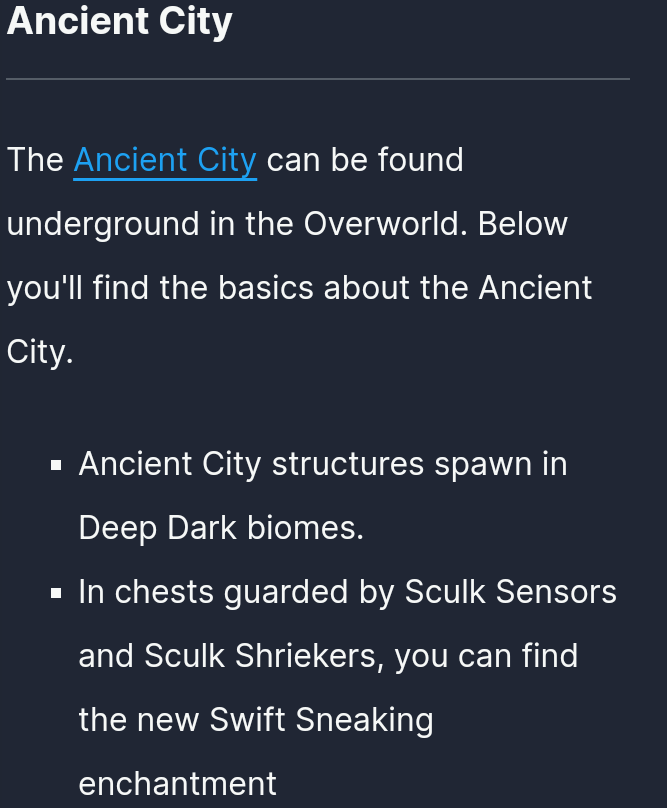 Ancient City
The Ancient City can be found
underground in the Overworld. Below
you'll find the basics about the Ancient
City.
Ancient City structures spawn in
Deep Dark biomes.
In chests guarded by Sculk Sensors
and Sculk Shriekers, you can find
the new Swift Sneaking
enchantment